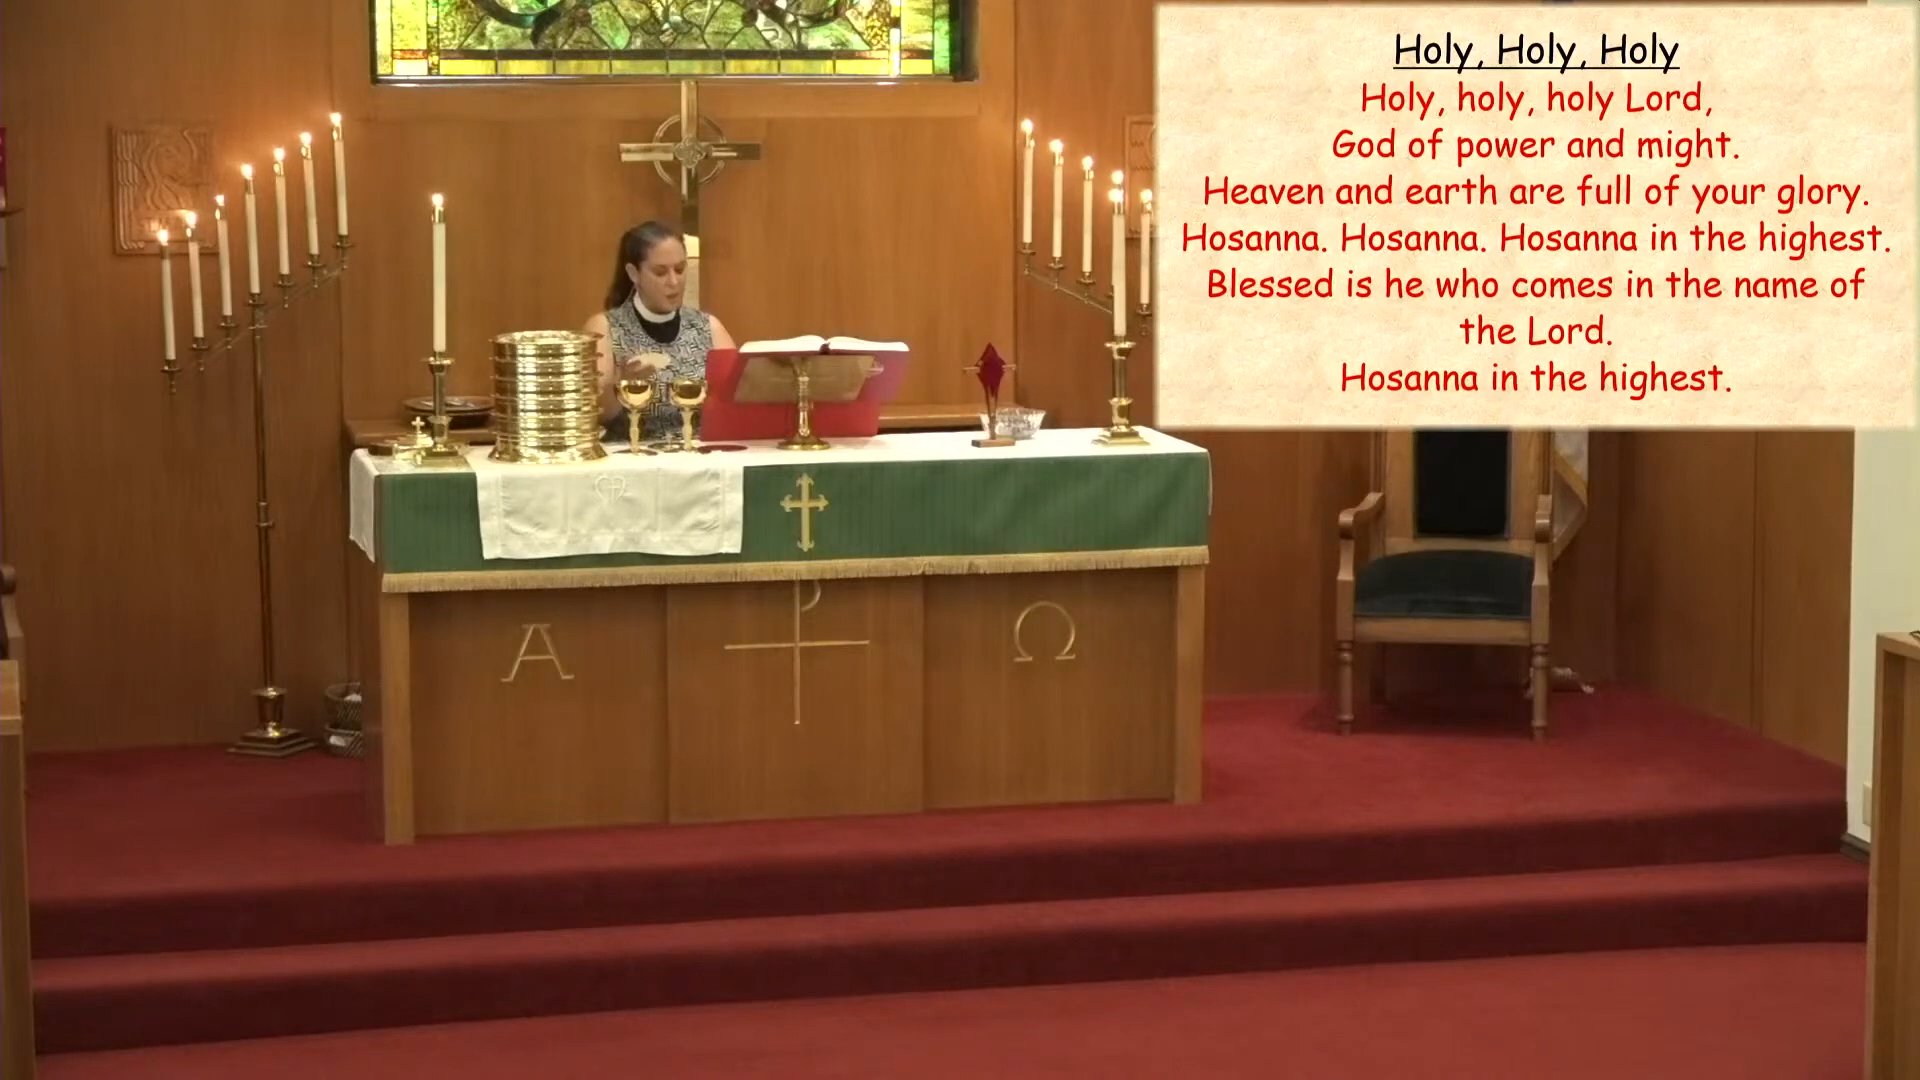 Holy, Holy, Holy
Holy, holy, holy Lord,
God of power and might.
Heaven and earth are full of your glory.
Hosanna. Hosanna. Hosanna in the highest.
Blessed is he who comes in the name of
the Lord.
Hosanna in the highest.
Α
Ω